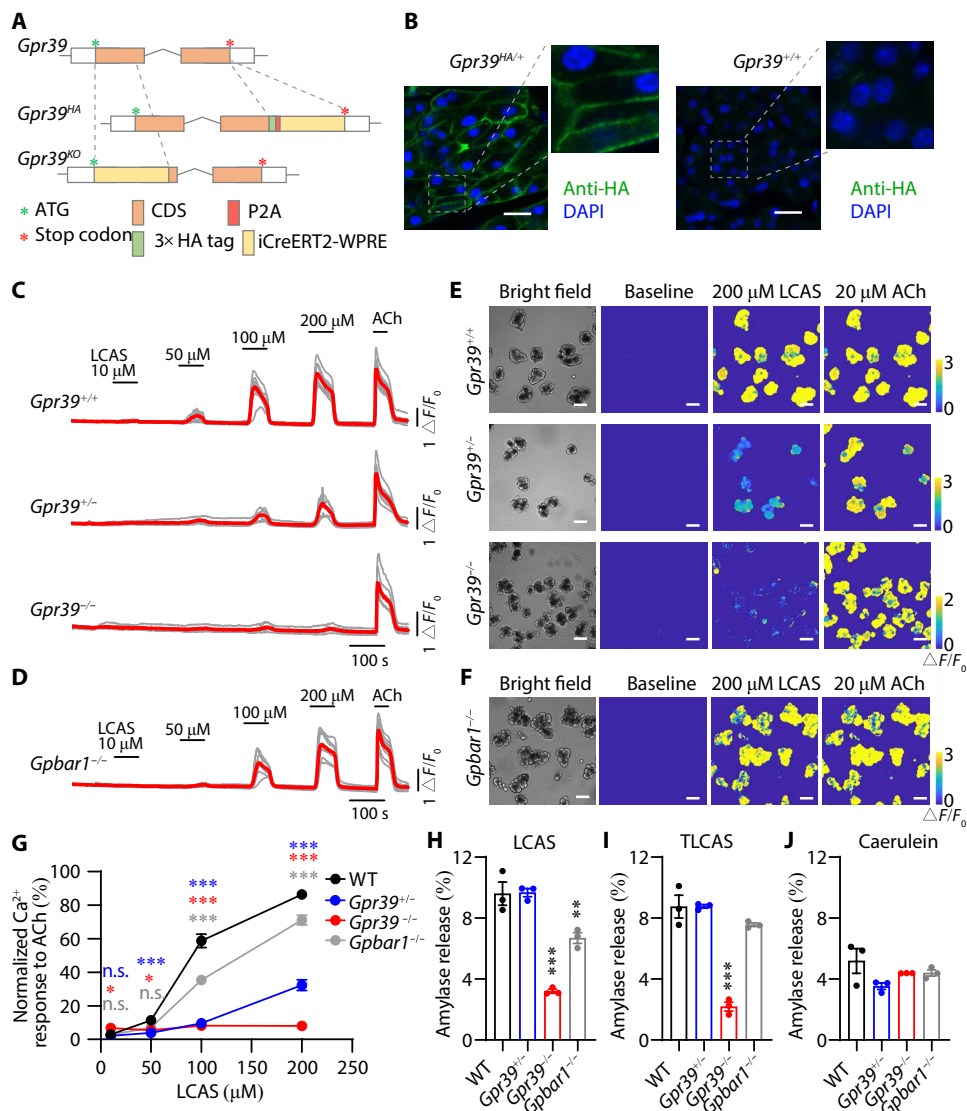 A
Gpr39
Gpr39HA
Gpr39KO
* ATG
CDS
P2A
* Stop codon
3× HA tag
iCreERT2-WPRE
B
Gpr39HA/+
Gpr39+/+
Anti-HA
DAPI
Anti-HA
DAPI
C
LCAS
10 μM
50 μM
100 μM
200 μM
ACh
Gpr39+/+
1 △F/F0
Gpr39+/−
1 △F/F0
Gpr39−/−
1 △F/F0
100 s
D
LCAS
10 μM
50 μM
100 μM
200 μM
ACh
Gpbar1−/−
1 △F/F0
100 s
E
Bright field
Baseline
200 μM LCAS
20 μM ACh
Gpr39+/+
3
0
Gpr39+/−
3
0
Gpr39−/−
2
0
△F/F0
F
Bright field
Baseline
200 μM LCAS
20 μM ACh
Gpbar1−/−
3
0
△F/F0
G
Normalized Ca2+
response to ACh (%)
100
80
60
40
20
0
n.s.
*
n.s.
***
*
n.s.
***
***
***
***
***
***
WT
Gpr39+/−
Gpr39−/−
Gpbar1−/−
0 50 100 150 200 250
LCAS (μM)
H
LCAS
Amylase release (%)
12
8
4
0
***
**
WT
Gpr39+/−
Gpr39−/−
Gpbar1−/−
I
TLCAS
Amylase release (%)
12
8
4
0
***
WT
Gpr39+/−
Gpr39−/−
Gpbar1−/−
J
Caerulein
Amylase release (%)
12
8
4
0
WT
Gpr39+/−
Gpr39−/−
Gpbar1−/−